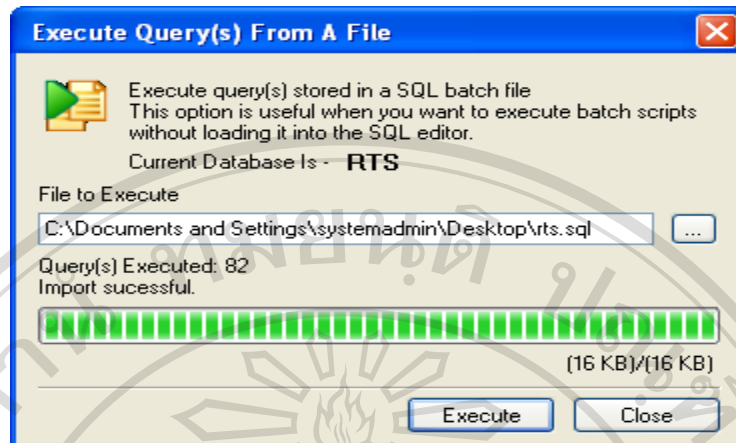 Execute Query(s) From A File
Execute query(s) stored in a SQL batch file
This option is useful when you want to execute batch scripts
without loading it into the SQL editor.
Current Database Is - RTS
File to Execute
C:\Documents and Settings\systemadmin\Desktop\rts.sql
...
Query(s) Executed: 82
Import sucessful.
(16 KB)/(16 KB)
Execute
Close